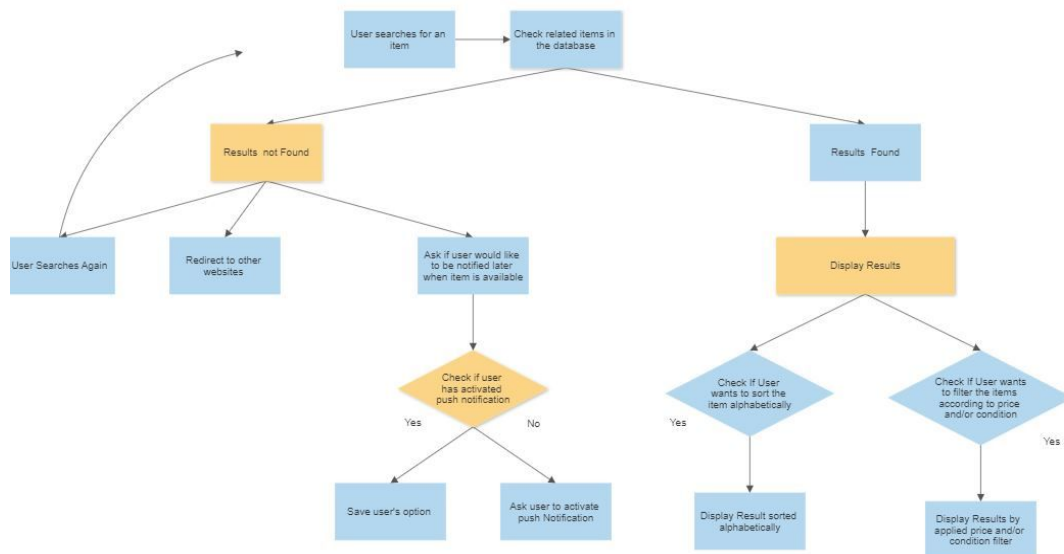 User searches for an
item
Check related items in
the database
Results not Found
Results Found
User Searches Again
Redirect to other
websites
Ask if user would like
to be notified later
when item is available
Display Results
Check if user
has activated
push notification
Yes
No
Check If User
wants to sort the
item alphabetically
Yes
Check If User wants
to filter the items
according to price
and/or condition
Yes
Save user's option
Ask user to activate
push Notification
Display Result sorted
alphabetically
Display Results by
applied price and/or
condition filter